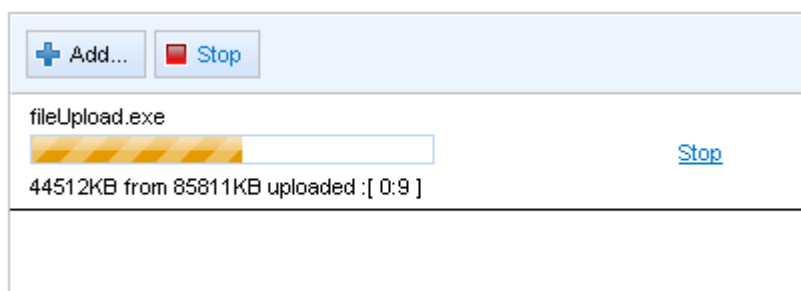 Add... Stop
fileUpload.exe
Stop
44512KB from 85811KB uploaded :[ 0:9 ]